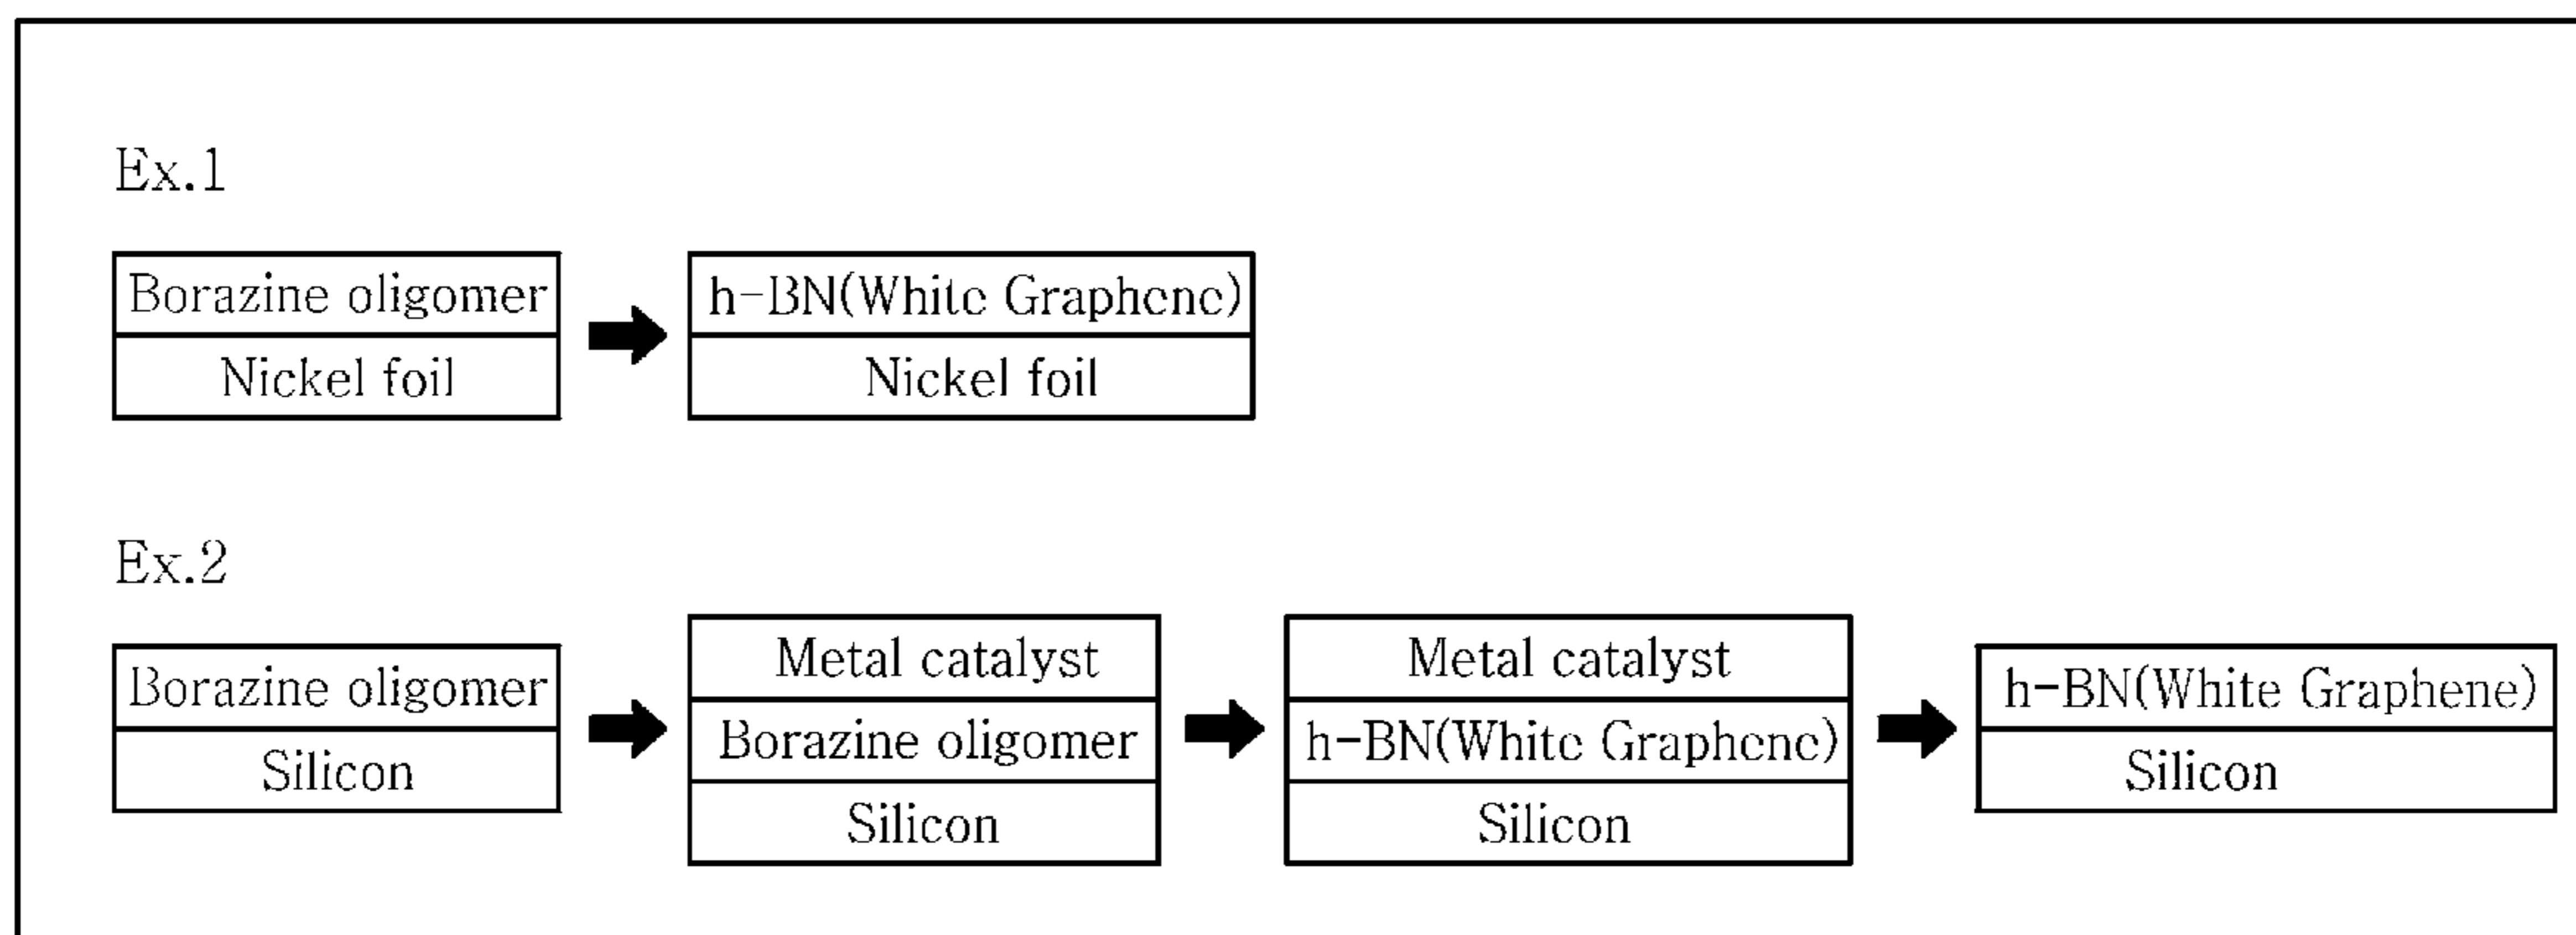 Ex.1
Borazine oligomer
Nickel foil
h-BN(White Graphene)
Nickel foil
Ex.2
Borazine oligomer
Silicon
Metal catalyst
Borazine oligomer
Silicon
Metal catalyst
h-BN(White Graphene)
Silicon
h-BN(White Graphene)
Silicon